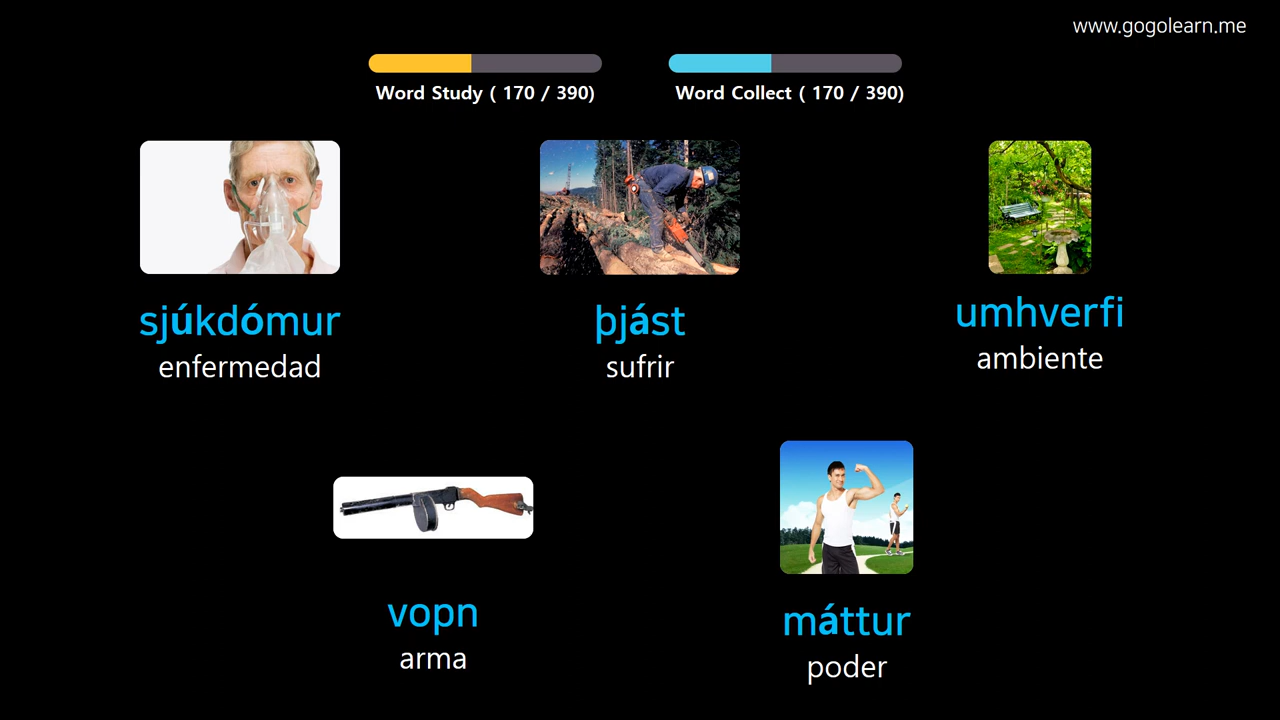 www.gogolearn.me
Word Study ( 170 / 390)
Word Collect ( 170 / 390)
sjúkdómur
enfermedad
þjást
sufrir
umhverfi
ambiente
vopn
arma
máttur
poder